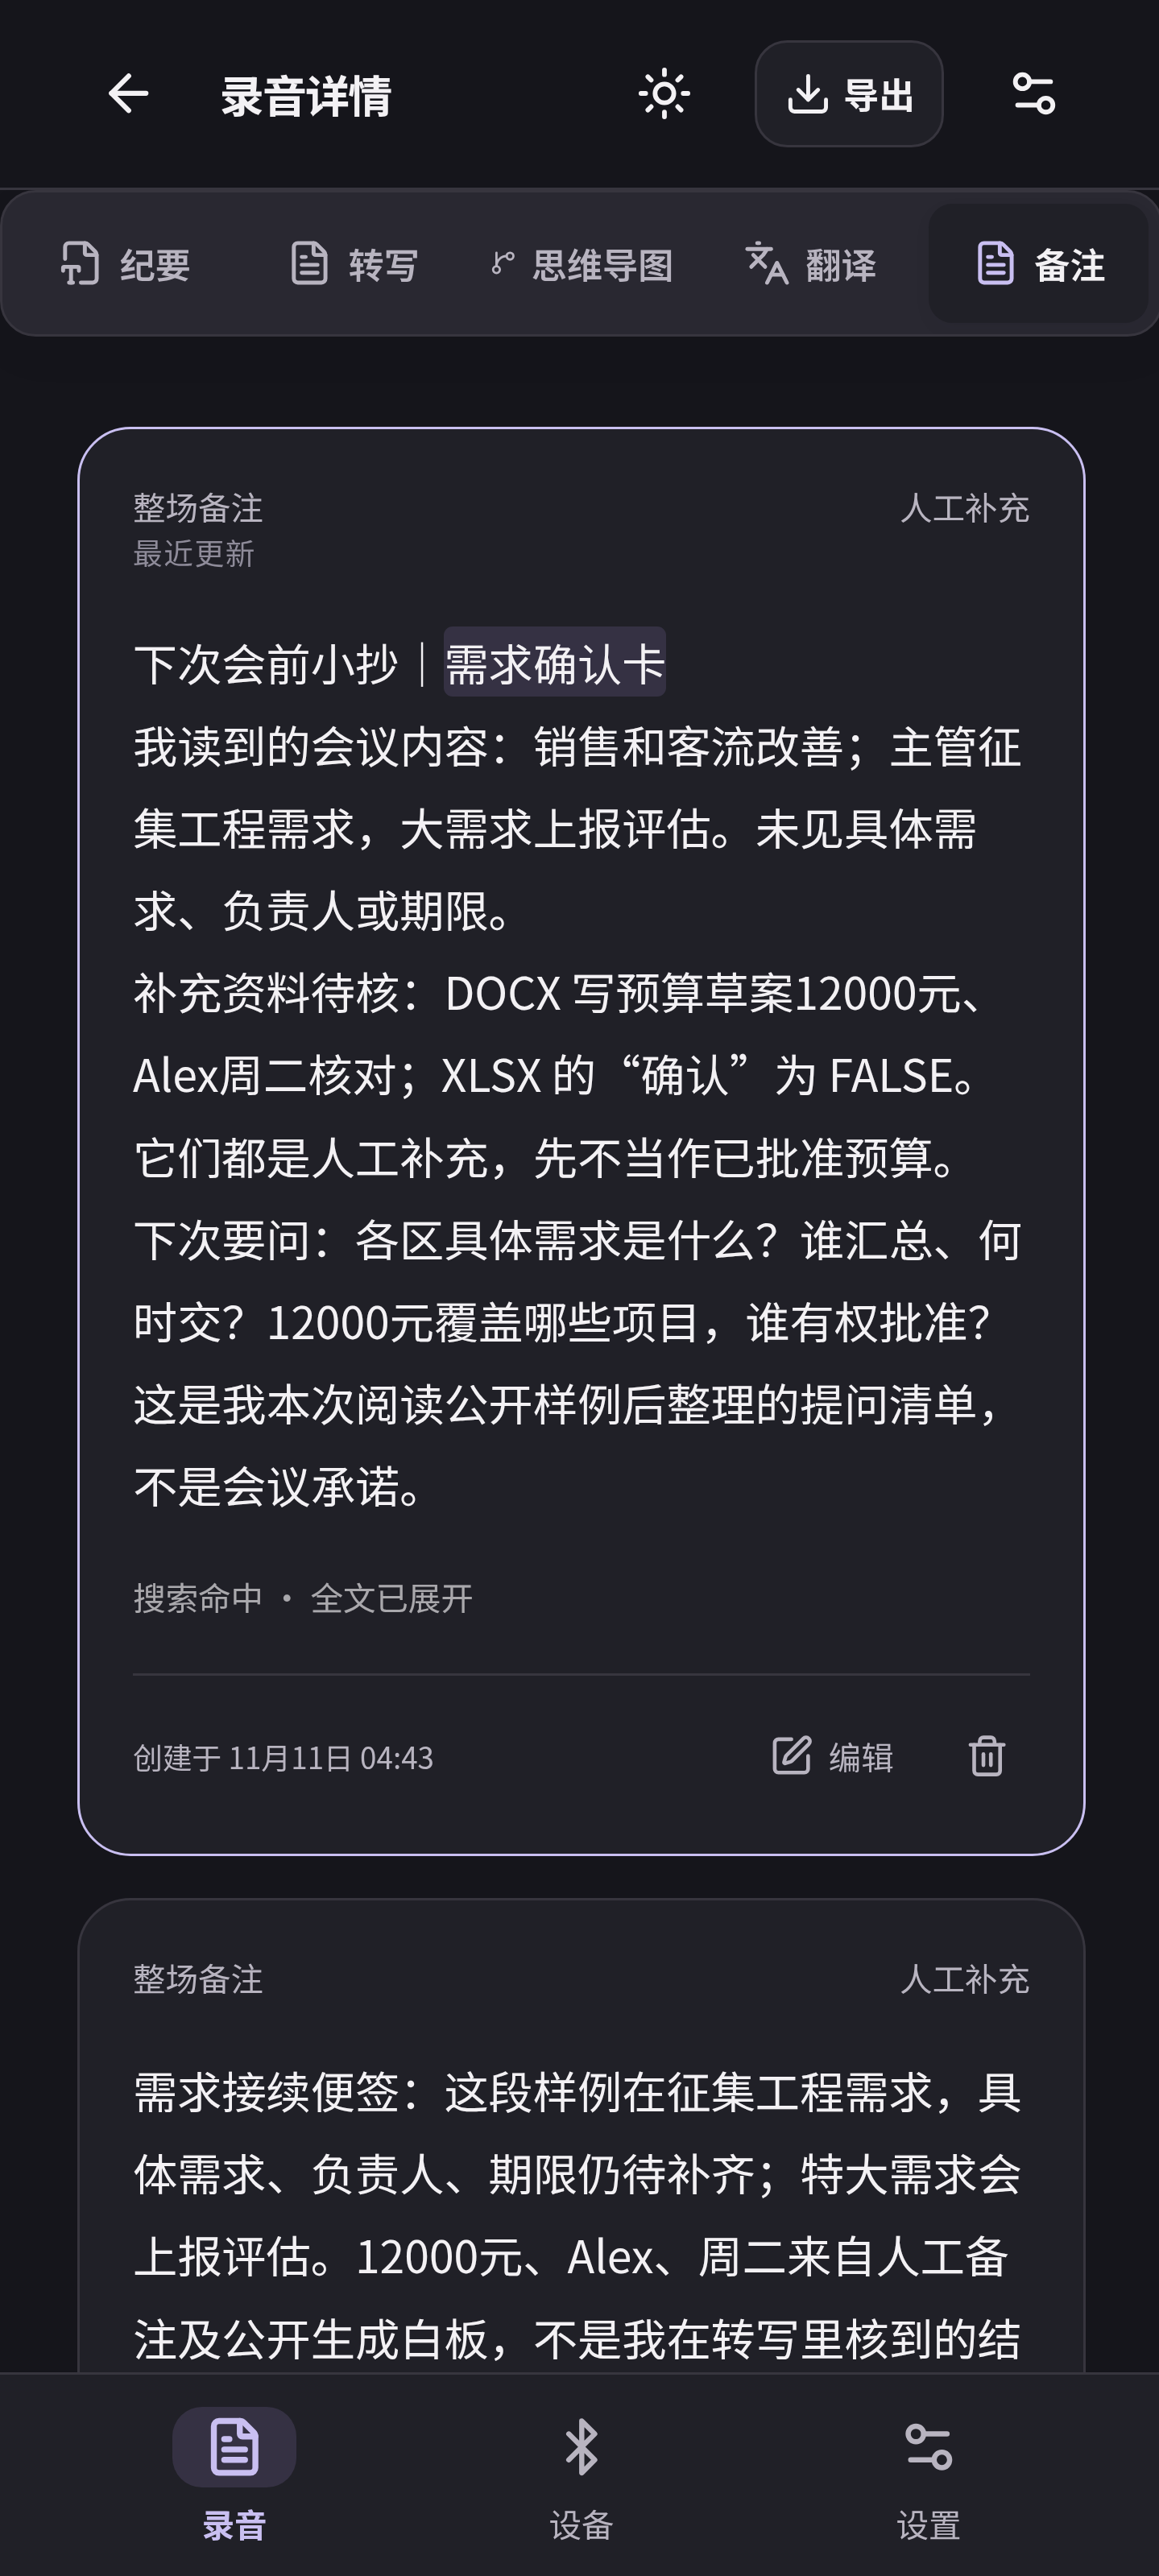 录音详情
导出
纪要
转写
思维导图
翻译
备注
整场备注
人工补充
最近更新
下次会前小抄｜需求确认卡
我读到的会议内容：销售和客流改善；主管征
集工程需求，大需求上报评估。未见具体需
求、负责人或期限。
补充资料待核：DOCX 写预算草案12000元、
Alex周二核对；XLSX 的“确认”为 FALSE。
它们都是人工补充，先不当作已批准预算。
下次要问：各区具体需求是什么？谁汇总、何
时交？12000元覆盖哪些项目，谁有权批准？
这是我本次阅读公开样例后整理的提问清单，
不是会议承诺。
搜索命中 · 全文已展开
创建于 11月11日 04:43
编辑
整场备注
人工补充
需求接续便签：这段样例在征集工程需求，具
体需求、负责人、期限仍待补齐；特大需求会
上报评估。12000元、Alex、周二来自人工备
注及公开生成白板，不是我在转写里核到的结
录音
设备
设置